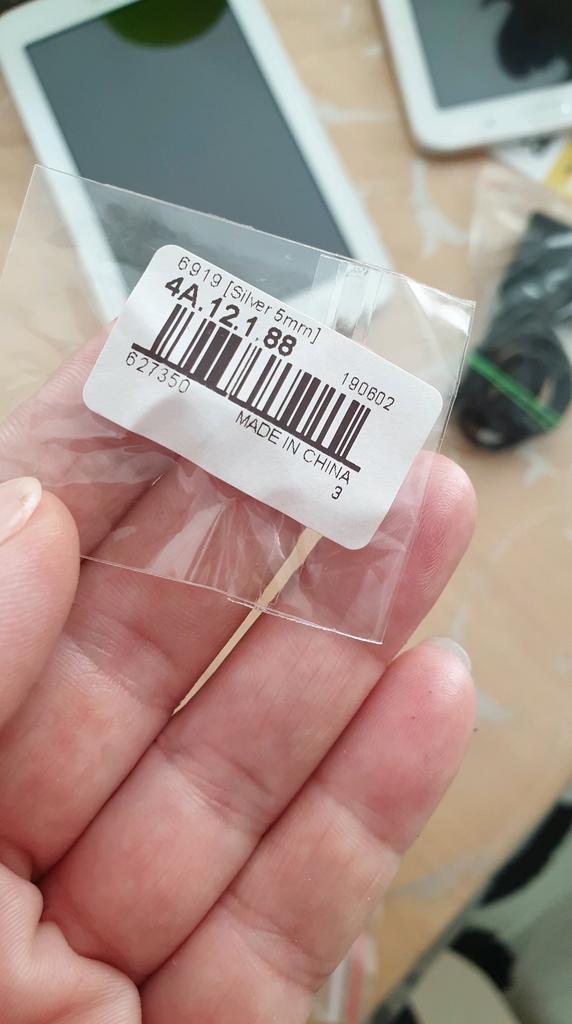 6919 [Silver 5mm]
4A.12.1.88
627350
190602
MADE IN CHINA
3